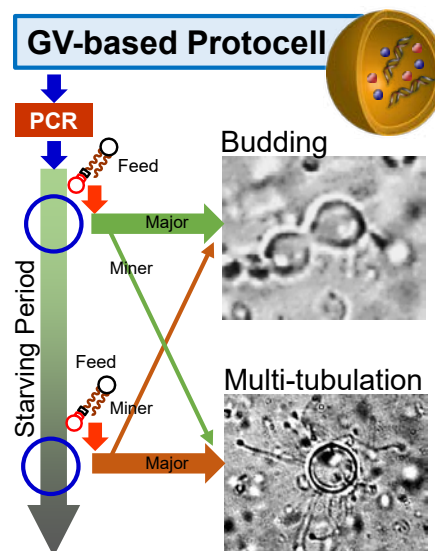 GV-based Protocell
PCR
Feed
Budding
Major
Miner
Starving Period
Feed
Miner
Multi-tubulation
Major